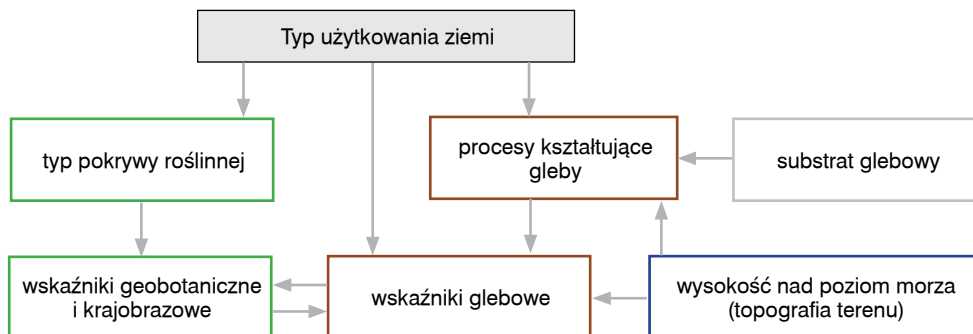 Typ użytkowania ziemi
typ pokrywy roślinnej
procesy kształtujące
gleby
substrat glebowy
wskaźniki geobotaniczne
i krajobrazowe
wskaźniki glebowe
wysokość nad poziom morza
(topografia terenu)